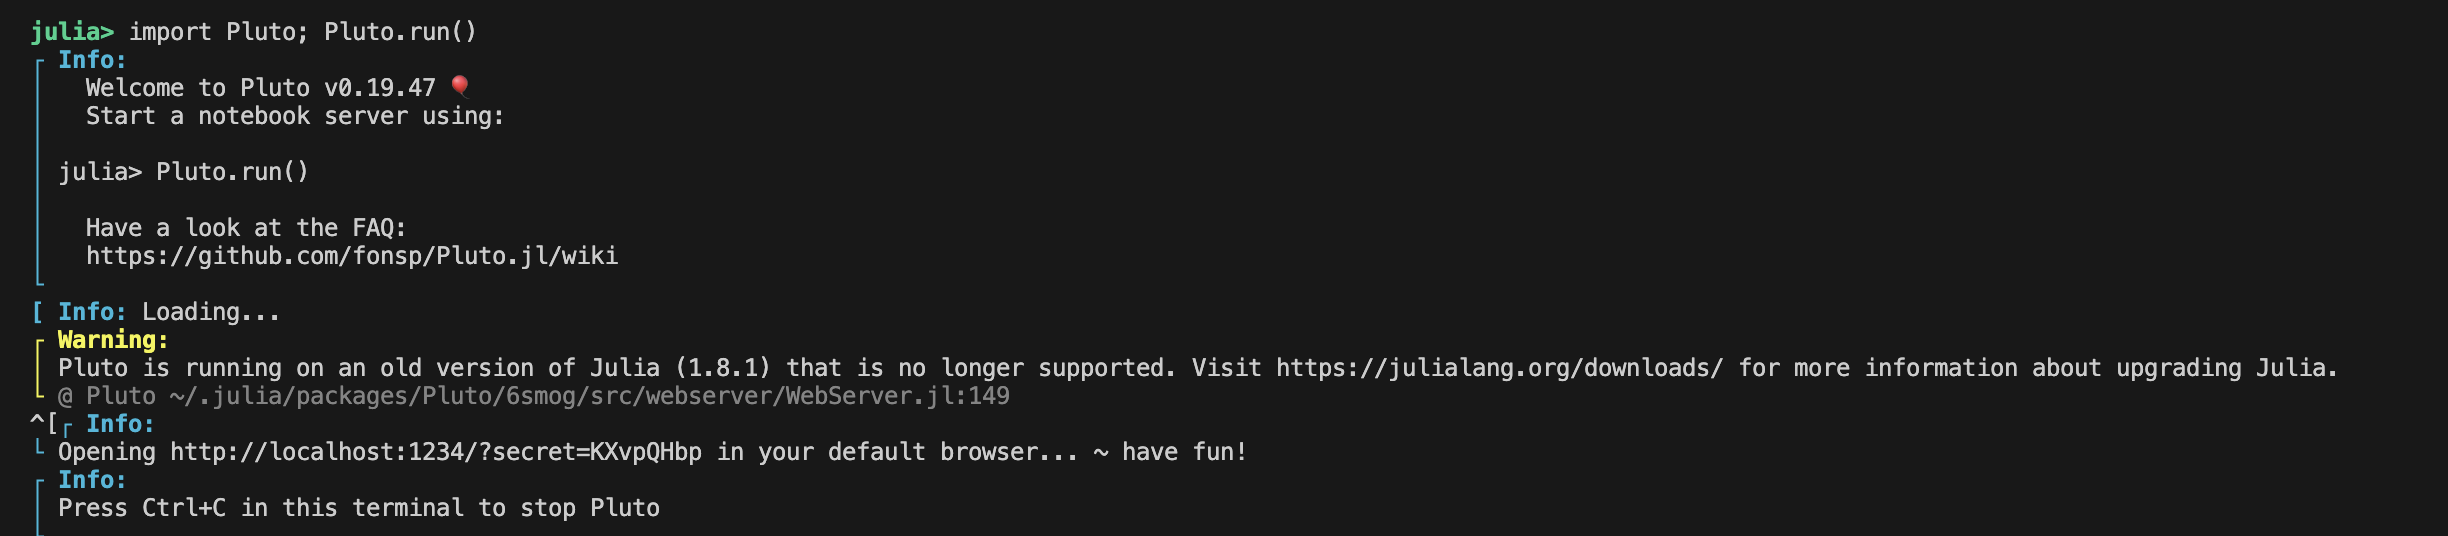 julia> import Pluto; Pluto.run()
┌ Info:
│   Welcome to Pluto v0.19.47 🎈
│   Start a notebook server using:
│
│ julia> Pluto.run()
│
│   Have a look at the FAQ:
│   https://github.com/fonsp/Pluto.jl/wiki
└
[ Info: Loading...
┌ Warning:
│ Pluto is running on an old version of Julia (1.8.1) that is no longer supported. Visit https://julialang.org/downloads/ for more information about upgrading Julia.
└ @ Pluto ~/.julia/packages/Pluto/6smog/src/webserver/WebServer.jl:149
^[┌ Info:
└ Opening http://localhost:1234/?secret=KXvpQHbp in your default browser... ~ have fun!
┌ Info:
│ Press Ctrl+C in this terminal to stop Pluto